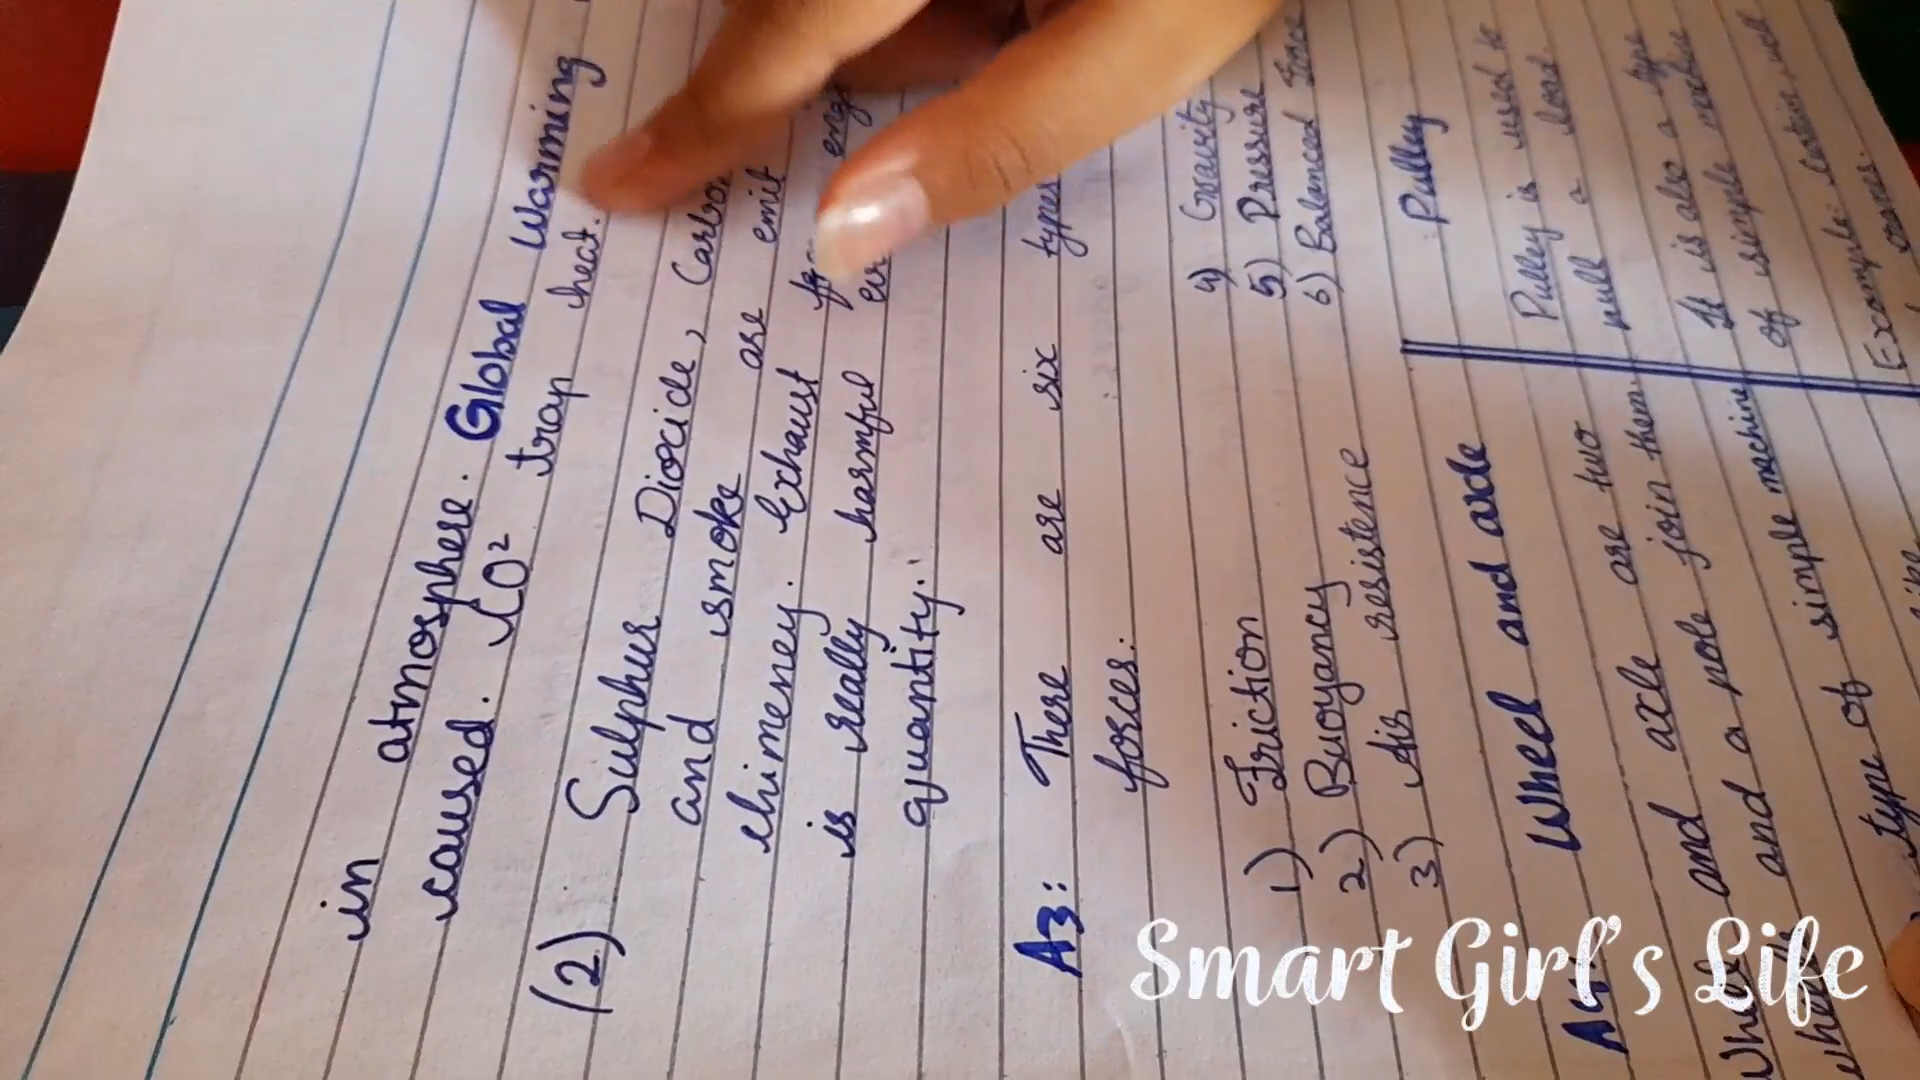 in atmosphere. Global Warming
caused. CO² trap heat.
(2) Sulphur Dioxide, Carbo
and smoke are emit
chimeney. Exhaust
is really harmful
quantity.
A3: There are six types
forces.
1) Friction
2) Buoyancy
3) Air resistence
4) Gravity
5) Pressure
6) Balanced force
Wheel and axle
and axle are two
and a pole join them.
and simple machine
type of
Pulley
Pulley is used to
pull a load.
It is also a type
of simple machine
Example:
cranes.
Smart Girl's Life